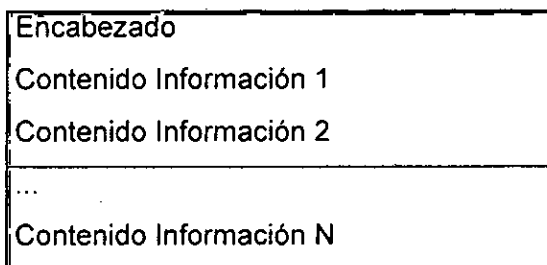 Encabezado
Contenido Información 1
Contenido Información 2
...
Contenido Información N